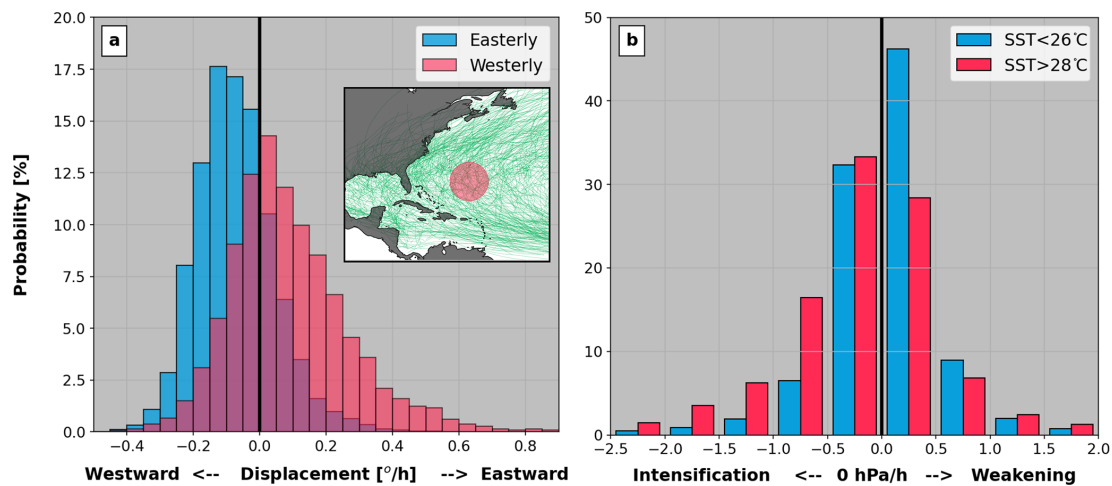 a
Easterly
Westerly
Probability [%]
20.0
17.5
15.0
12.5
10.0
7.5
5.0
2.5
0.0
−0.4 −0.2 0.0 0.2 0.4 0.6 0.8
Westward <-- Displacement [°/h] --> Eastward
b
SST<26℃
SST>28℃
50
40
30
20
10
0
−2.5 −2.0 −1.5 −1.0 −0.5 0.0 0.5 1.0 1.5 2.0
Intensification <-- 0 hPa/h --> Weakening